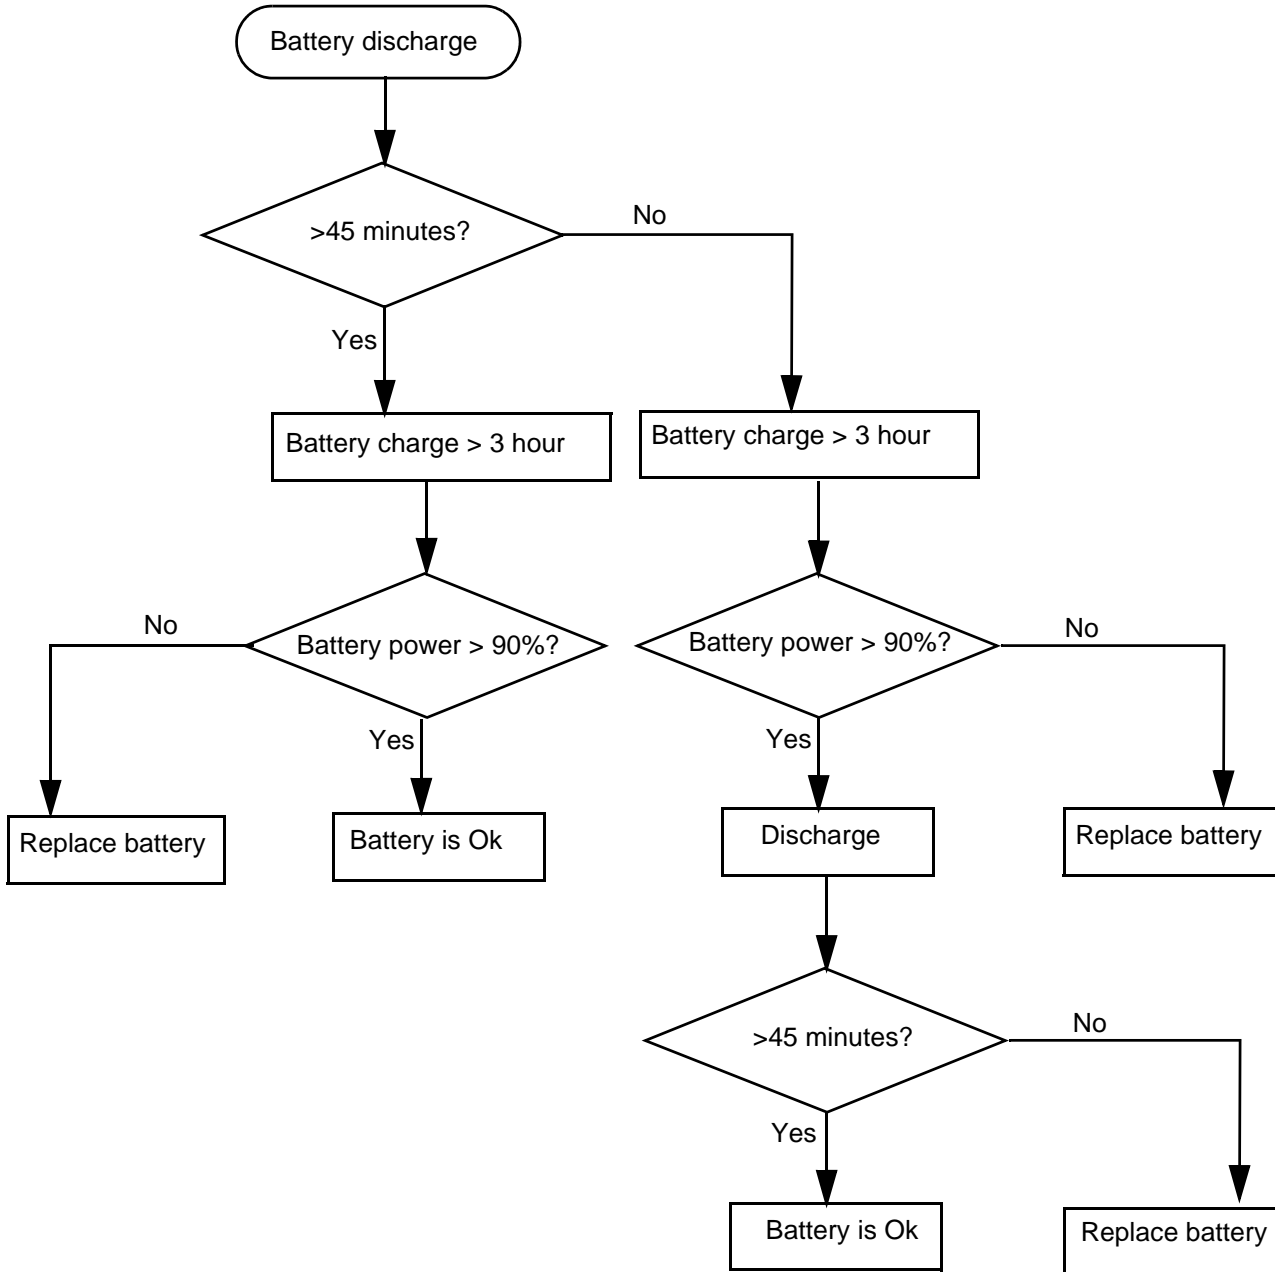 Battery discharge
>45 minutes?
No
Yes
Battery charge > 3 hour
Battery charge > 3 hour
No
Battery power > 90%?
Battery power > 90%?
No
Yes
Yes
Replace battery
Battery is Ok
Discharge
Replace battery
>45 minutes?
No
Yes
Battery is Ok
Replace battery